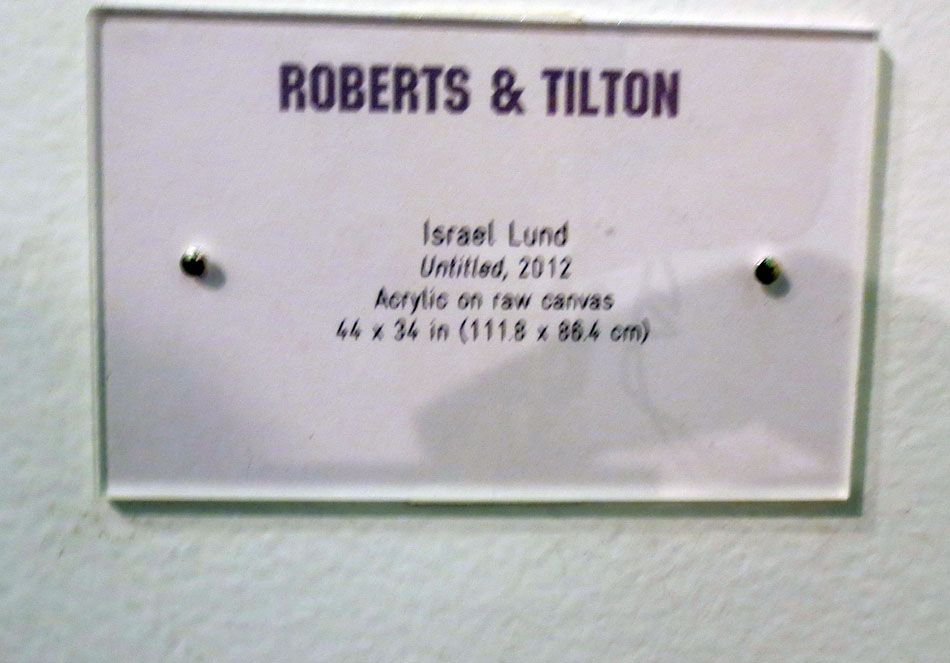 ROBERTS & TILTON
Israel Lund
Untitled, 2012
Acrylic on raw canvas
44 x 34 in (111.8 x 86.4 cm)